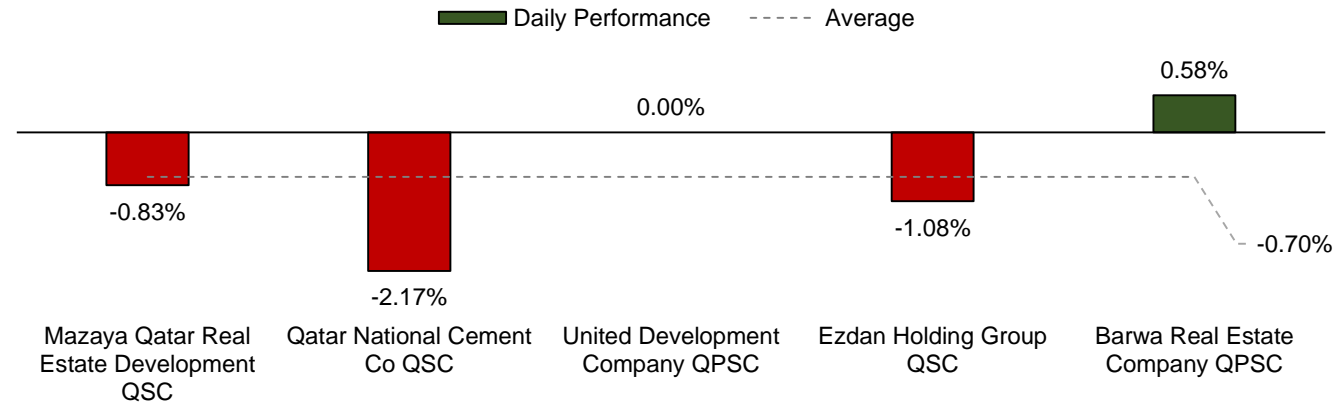 Daily Performance
Average
0.58%
0.00%
-0.83%
-1.08%
-0.70%
-2.17%
Mazaya Qatar Real
Estate Development
QSC
Qatar National Cement
Co QSC
United Development
Company QPSC
Ezdan Holding Group
QSC
Barwa Real Estate
Company QPSC